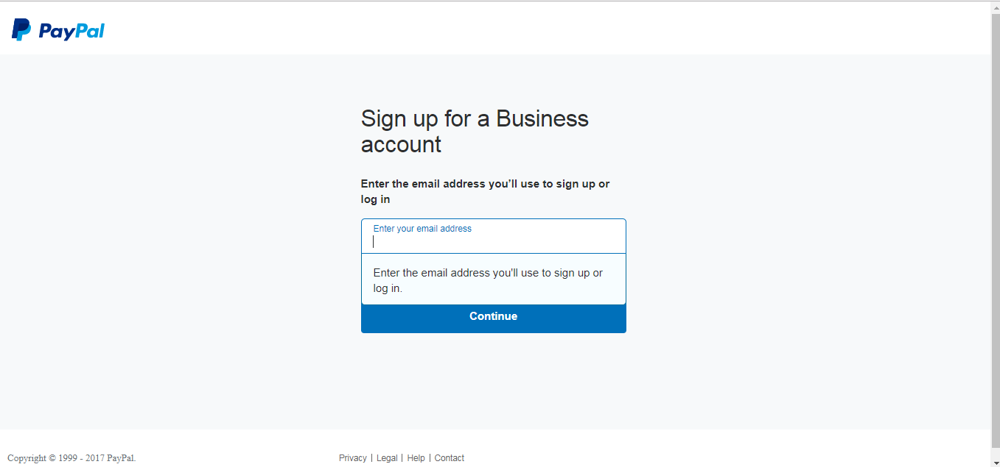 PayPal
Sign up for a Business
account
Enter the email address you’ll use to sign up or
log in
Enter your email address
Enter the email address you'll use to sign up or
log in.
Continue
Copyright © 1999 - 2017 PayPal.
Privacy | Legal | Help | Contact